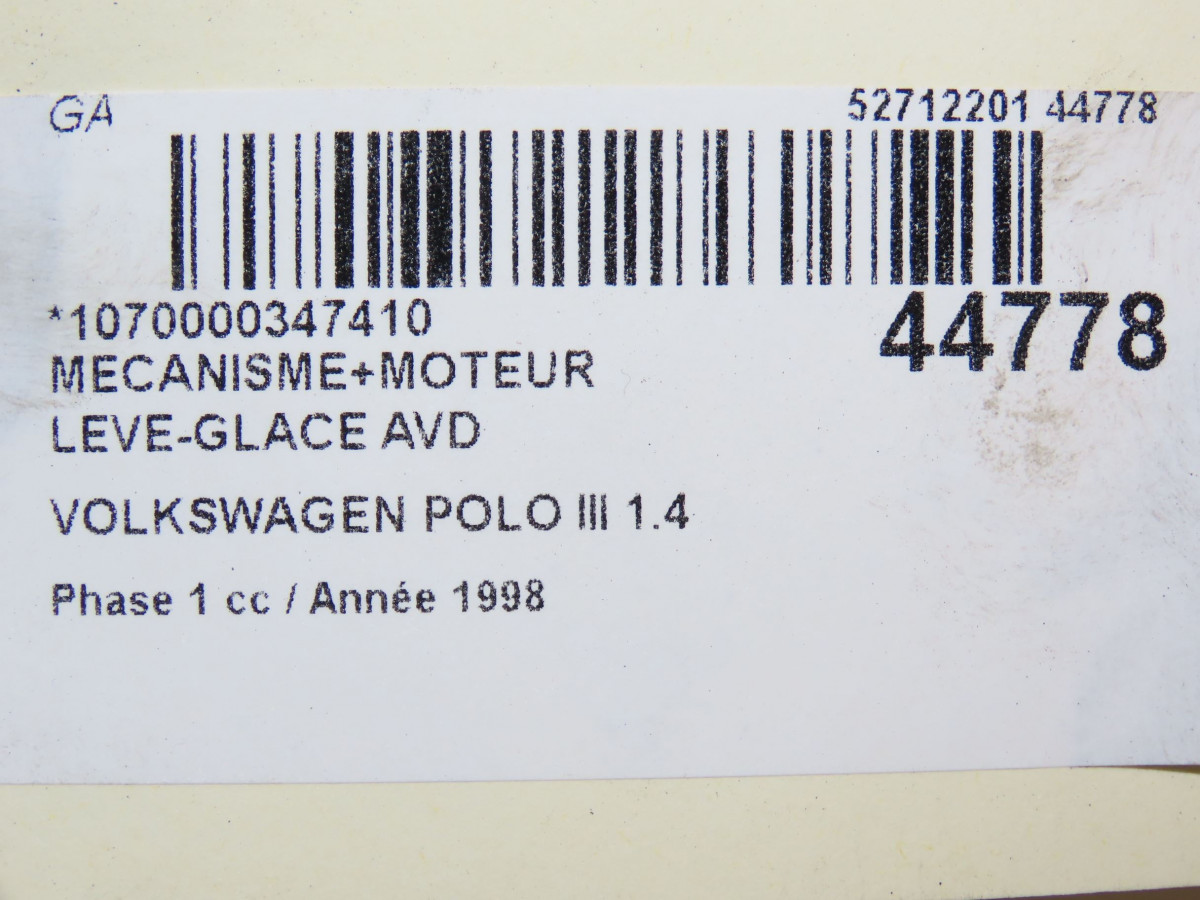 GA 52712201 44778
*1070000347410 44778
MECANISME+MOTEUR
LEVE-GLACE AVD
VOLKSWAGEN POLO III 1.4
Phase 1 cc / Année 1998